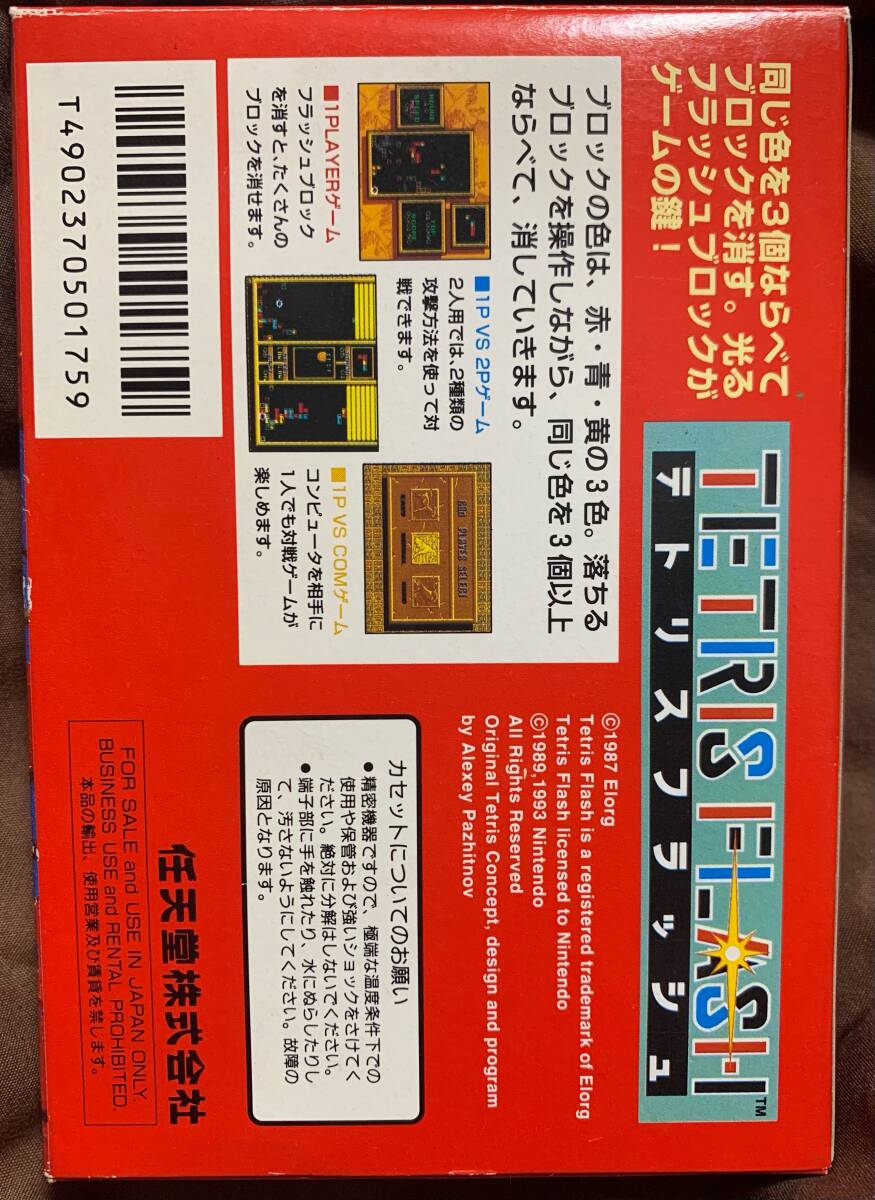 同じ色を3個ならべて
ブロックを消す。光る
フラッシュブロックが
ゲームの鍵!
TETRIS FLASH™
テトリスフラッシュ
ブロックの色は、赤・青・黄の3色。落ちる
ブロックを操作しながら、同じ色を3個以上
ならべて、消していきます。
■1PLAYERゲーム
フラッシュブロック
を消すと、たくさんの
ブロックを消せます。
■1P VS 2Pゲーム
2人用では、2種類の
攻撃方法を使って対
戦できます。
■1P VS COMゲーム
コンピュータを相手に
1人でも対戦ゲームが
楽しめます。
©1987 Elorg
Tetris Flash is a registered trademark of Elorg
Tetris Flash licensed to Nintendo
©1989,1993 Nintendo
All Rights Reserved
Original Tetris Concept, design and program
by Alexey Pazhitnov
カセットについてのお願い
●精密機器ですので、極端な温度条件下での
使用や保管および強いショックをさけてく
ださい。絶対に分解はしないでください。
●端子部に手を触れたり、水にぬらしたりし
て、汚さないようにしてください。故障の
原因となります。
T4902370501759
任天堂株式会社
FOR SALE and USE IN JAPAN ONLY.
BUSINESS USE and RENTAL PROHIBITED.
本品の輸出、使用営業及び賃貸を禁じます。